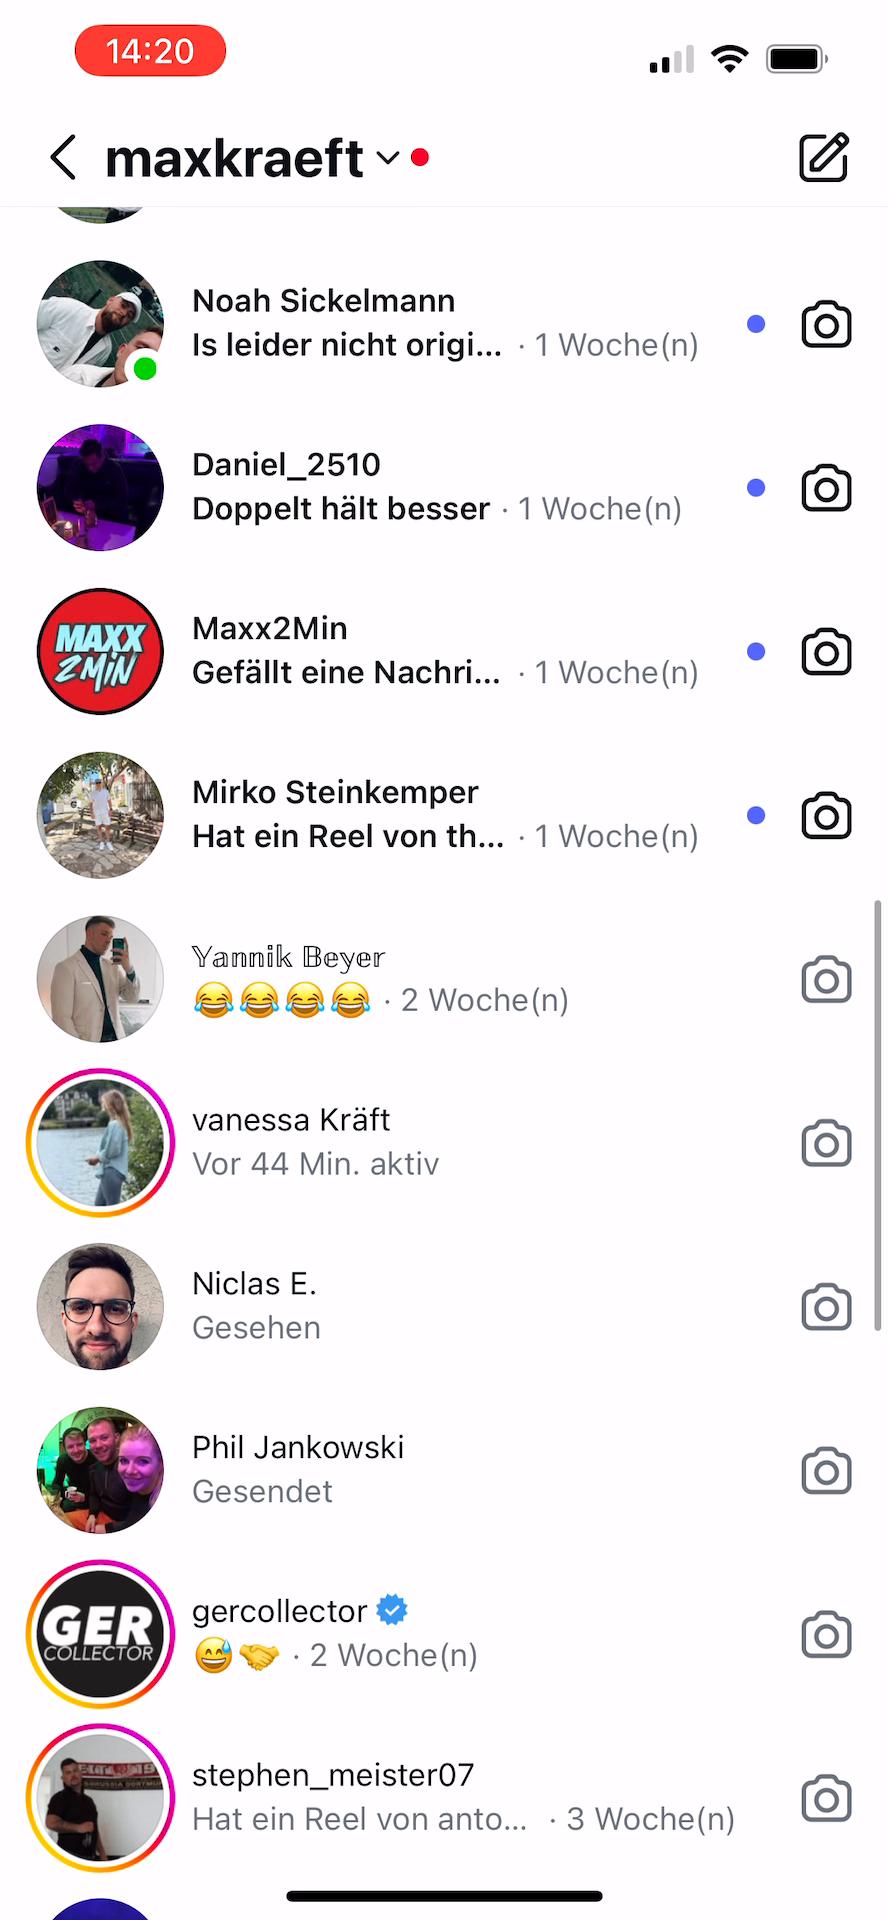 14:20
maxkraeft
Noah Sickelmann
Is leider nicht origi... · 1 Woche(n)
Daniel_2510
Doppelt hält besser · 1 Woche(n)
MAXX
2MiN
Maxx2Min
Gefällt eine Nachri... · 1 Woche(n)
Mirko Steinkemper
Hat ein Reel von th... · 1 Woche(n)
𝕐𝕒𝕟𝕟𝕚𝕜 𝔹𝕖𝕪𝕖𝕣
😂😂😂😂 · 2 Woche(n)
vanessa Kräft
Vor 44 Min. aktiv
Niclas E.
Gesehen
Phil Jankowski
Gesendet
GER
COLLECTOR
gercollector
😅🤝 · 2 Woche(n)
stephen_meister07
Hat ein Reel von anto... · 3 Woche(n)